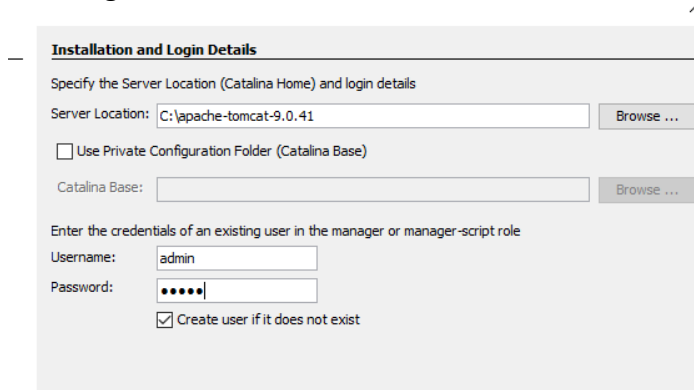 Installation and Login Details
Specify the Server Location (Catalina Home) and login details
Server Location: C:\apache-tomcat-9.0.41 Browse ...
Use Private Configuration Folder (Catalina Base)
Catalina Base: Browse ...
Enter the credentials of an existing user in the manager or manager-script role
Username: admin
Password: •••••
Create user if it does not exist